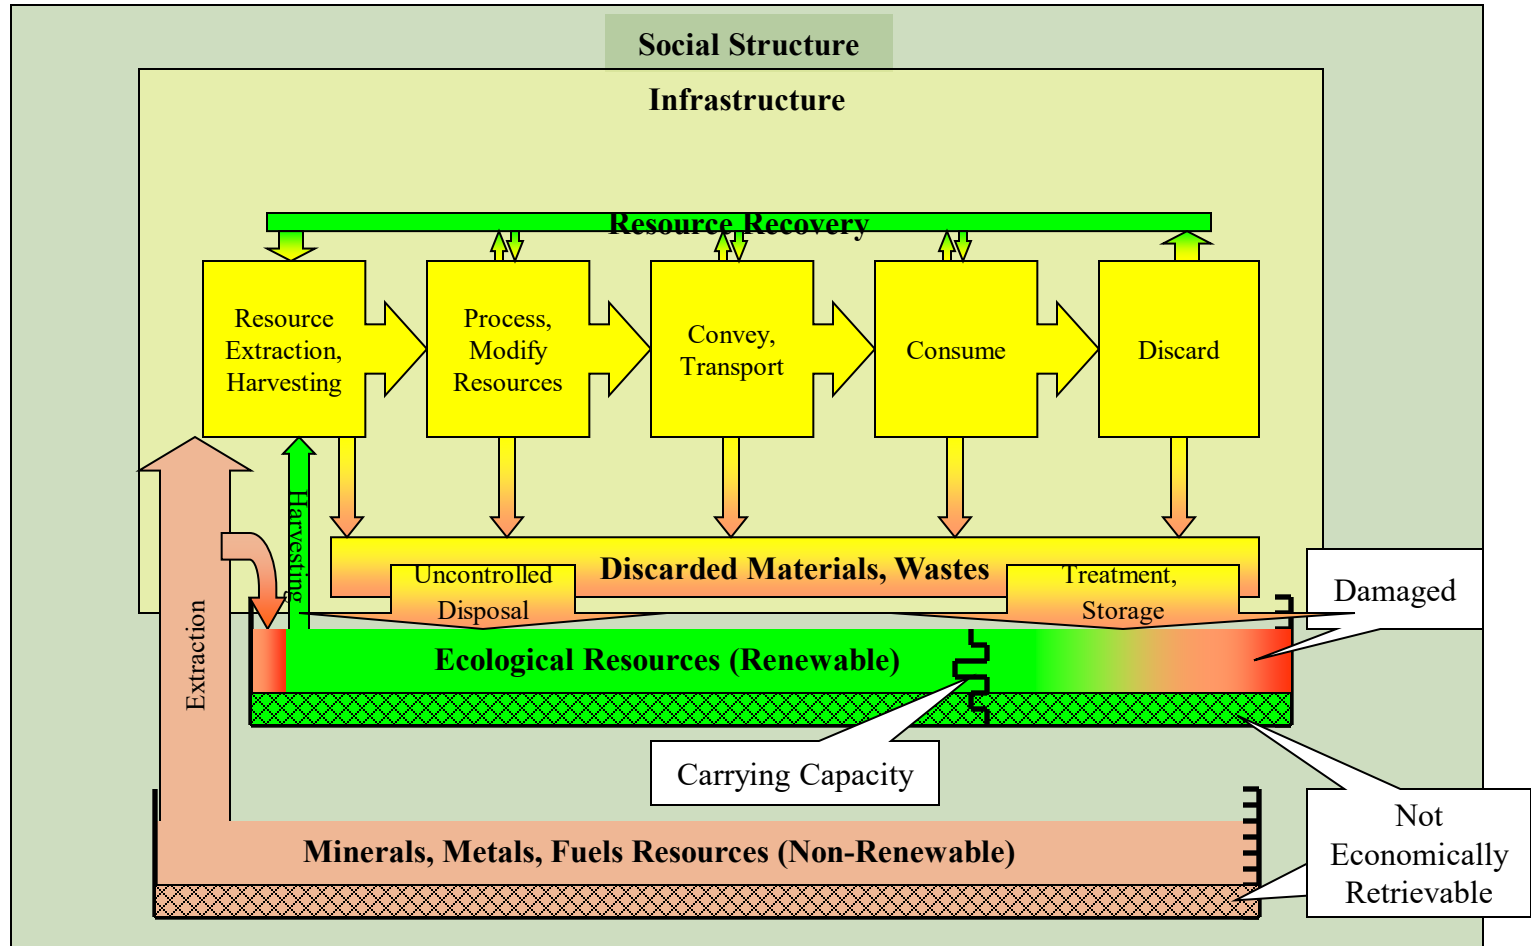 Social Structure
Infrastructure
Resource Recovery
Resource
Extraction,
Harvesting
Process,
Modify
Resources
Convey,
Transport
Consume
Discard
Harvesting
Extraction
Discarded Materials, Wastes
Uncontrolled
Disposal
Treatment,
Storage
Damaged
Ecological Resources (Renewable)
Carrying Capacity
Not
Economically
Retrievable
Minerals, Metals, Fuels Resources (Non-Renewable)